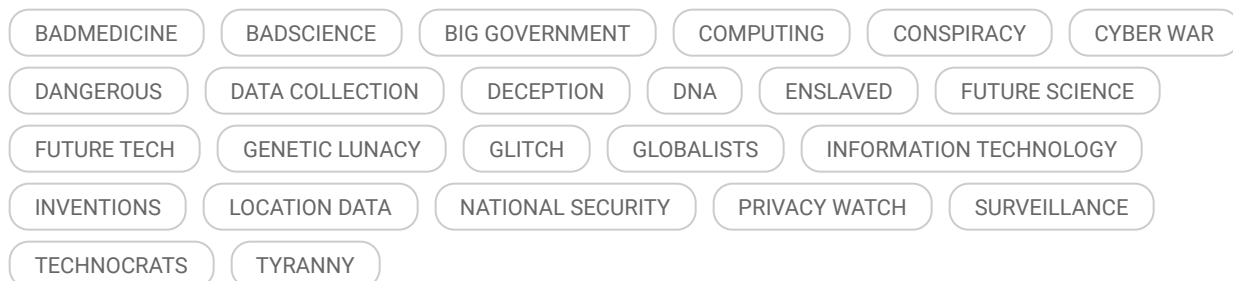 BADMEDICINE BADSCIENCE BIG GOVERNMENT COMPUTING CONSPIRACY CYBER WAR
DANGEROUS DATA COLLECTION DECEPTION DNA ENSLAVED FUTURE SCIENCE
FUTURE TECH GENETIC LUNACY GLITCH GLOBALISTS INFORMATION TECHNOLOGY
INVENTIONS LOCATION DATA NATIONAL SECURITY PRIVACY WATCH SURVEILLANCE
TECHNOCRATS TYRANNY